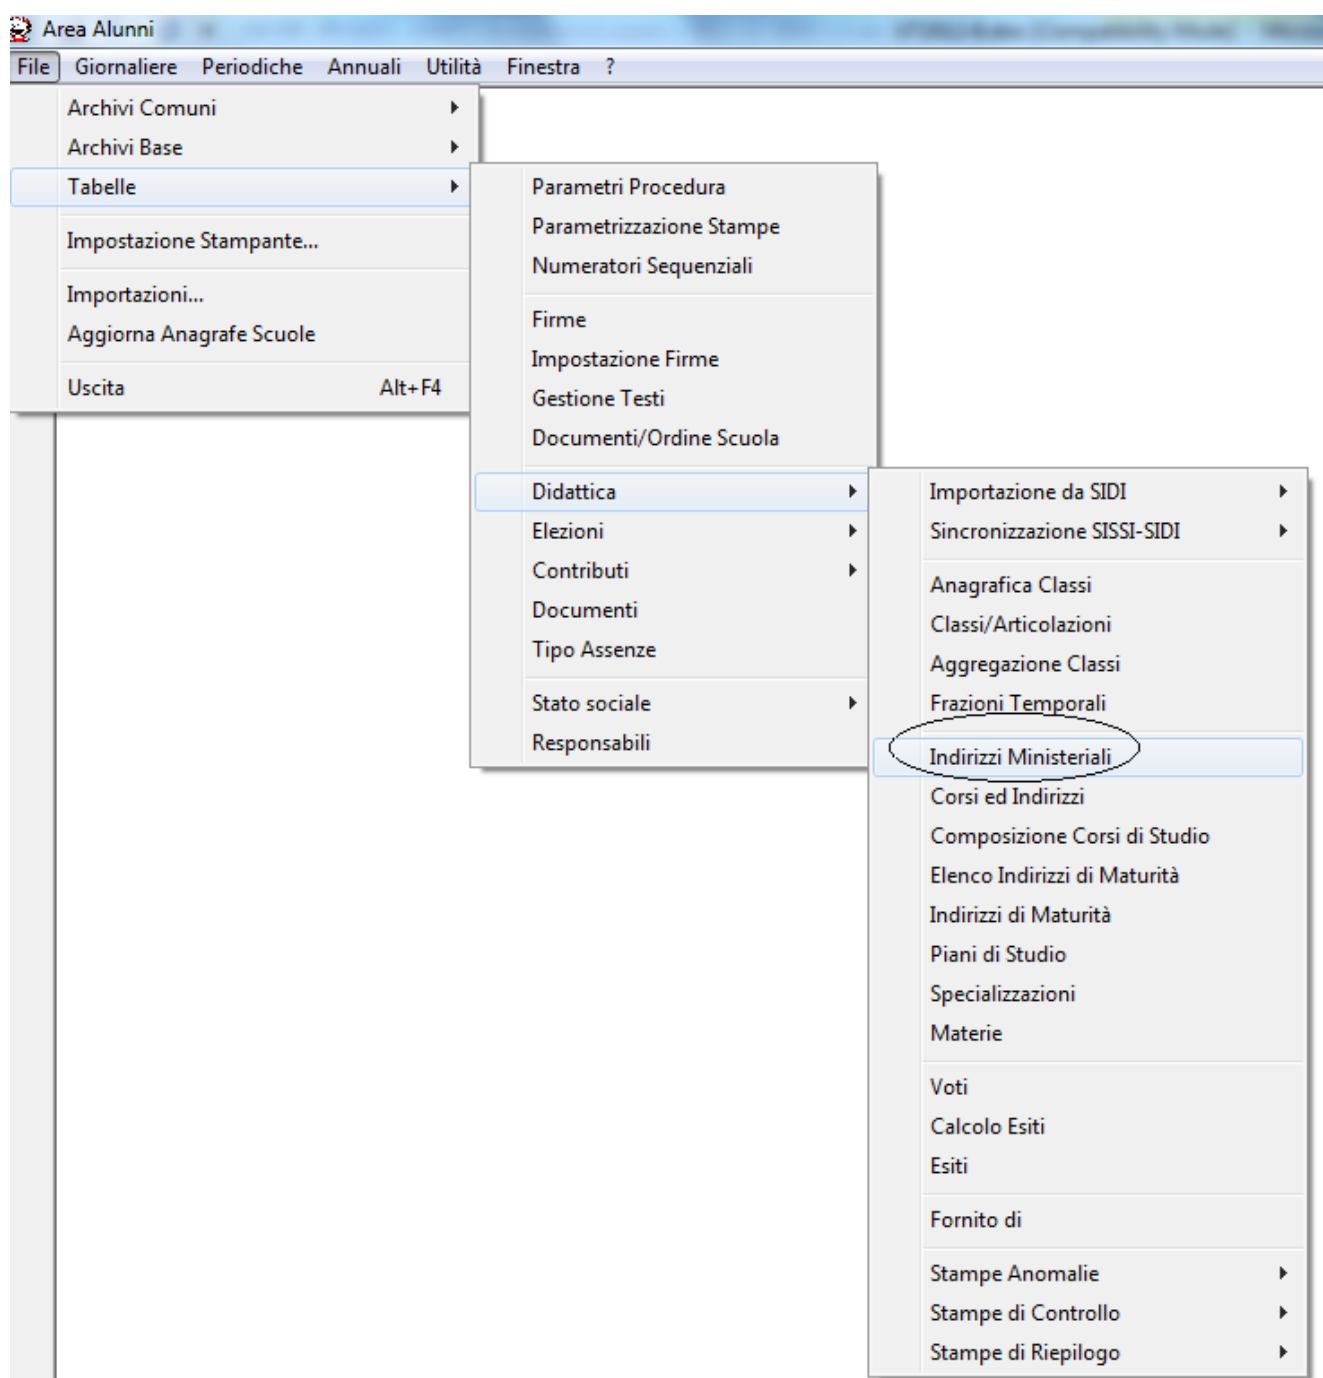 Area Alunni
File Giornaliere Periodiche Annuali Utilità Finestra ?
Archivi Comuni
Archivi Base
Tabelle
Impostazione Stampante...
Importazioni...
Aggiorna Anagrafe Scuole
Uscita Alt+F4
Parametri Procedura
Parametrizzazione Stampe
Numeratori Sequenziali
Firme
Impostazione Firme
Gestione Testi
Documenti/Ordine Scuola
Didattica
Elezioni
Contributi
Documenti
Tipo Assenze
Stato sociale
Responsabili
Importazione da SIDI
Sincronizzazione SISSI-SIDI
Anagrafica Classi
Classi/Articolazioni
Aggregazione Classi
Frazioni Temporali
Indirizzi Ministeriali
Corsi ed Indirizzi
Composizione Corsi di Studio
Elenco Indirizzi di Maturità
Indirizzi di Maturità
Piani di Studio
Specializzazioni
Materie
Voti
Calcolo Esiti
Esiti
Fornito di
Stampe Anomalie
Stampe di Controllo
Stampe di Riepilogo